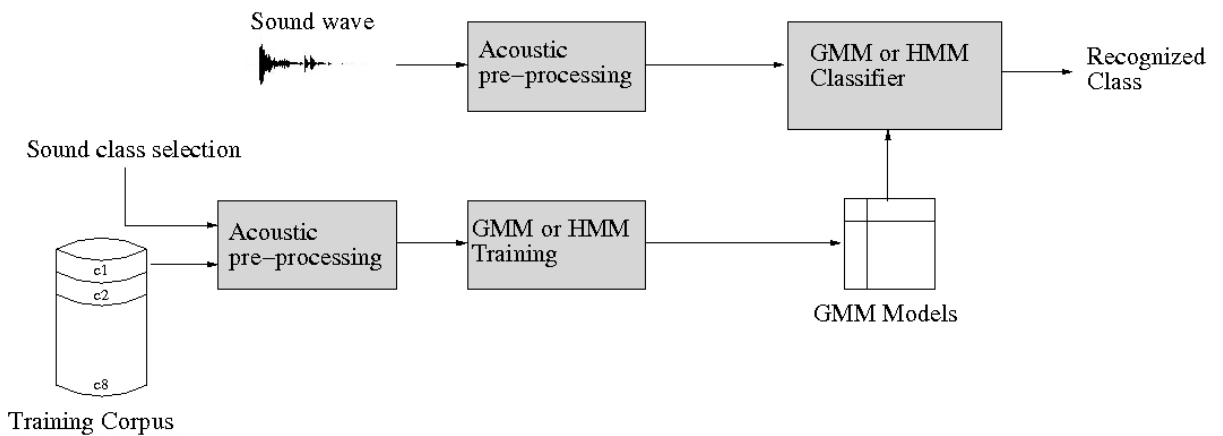 Sound wave
Acoustic
pre-processing
GMM or HMM
Classifier
Recognized
Class
Sound class selection
Acoustic
pre-processing
GMM or HMM
Training
c1
c2
c8
GMM Models
Training Corpus